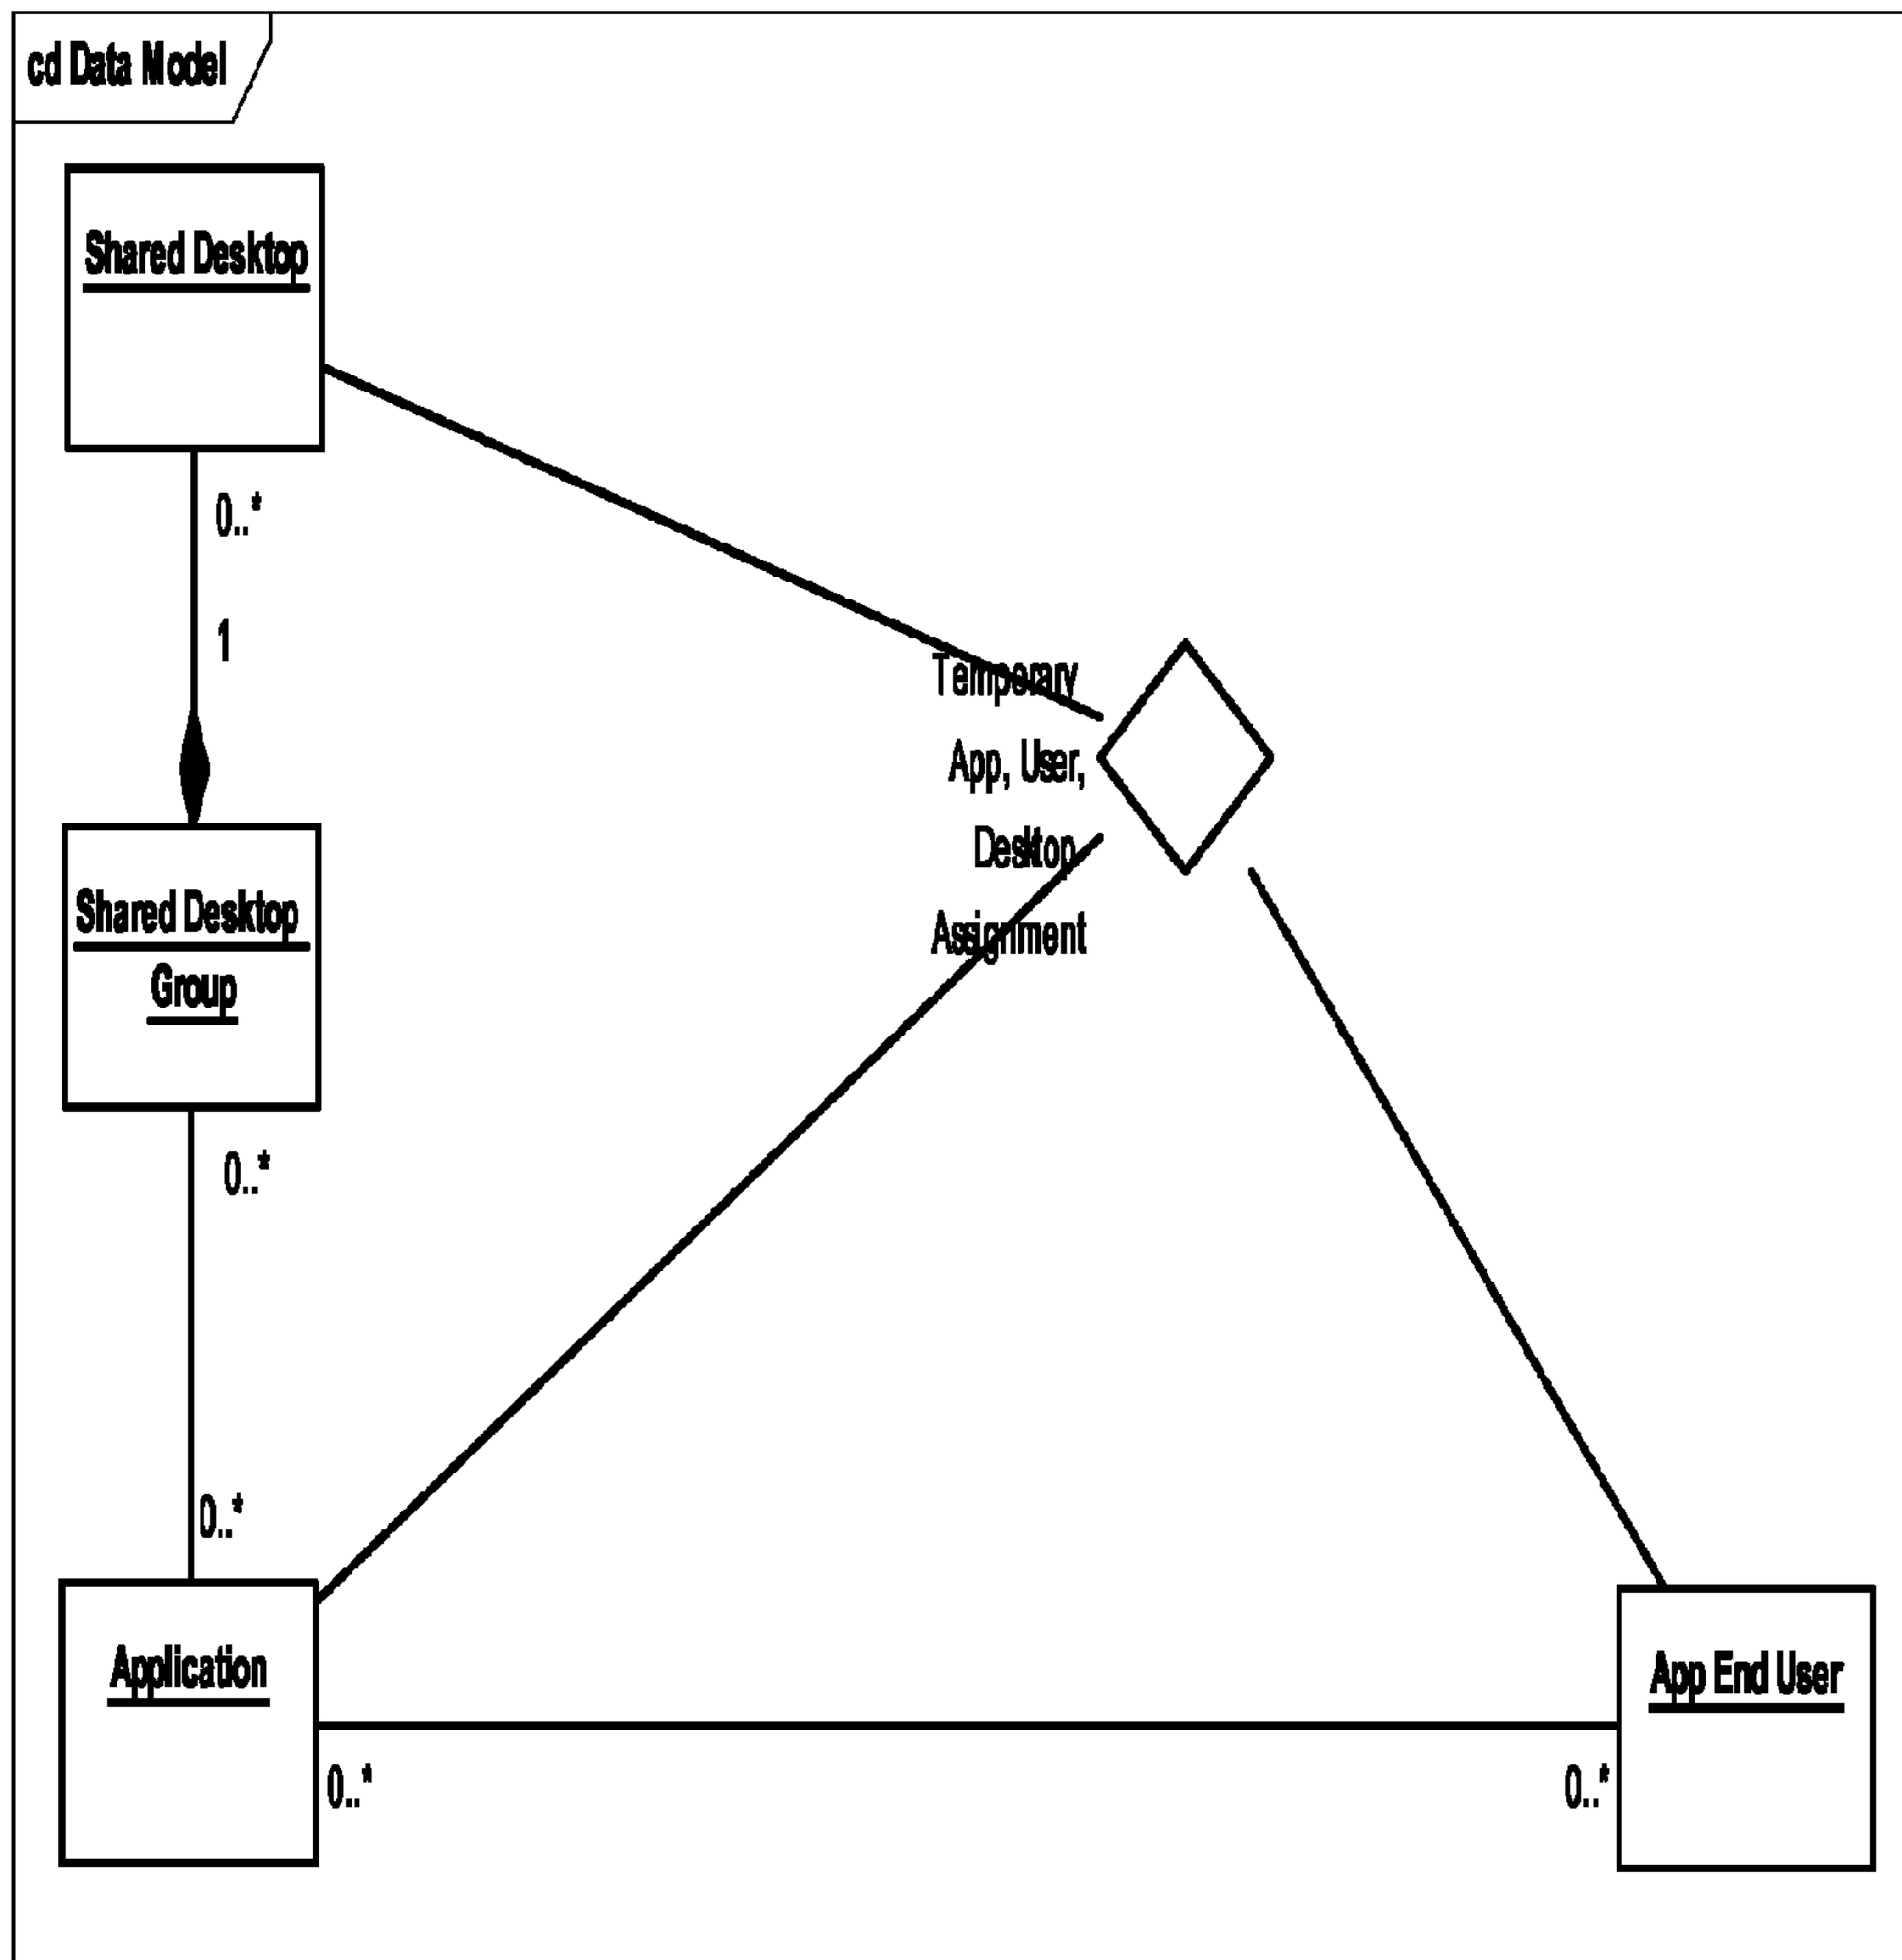 cd Data Model
Shared Desktop
0..*
1
Temporary
App, User,
Desktop
Assignment
Shared Desktop
Group
0..*
0..*
Application
App End User
0..*
0..*